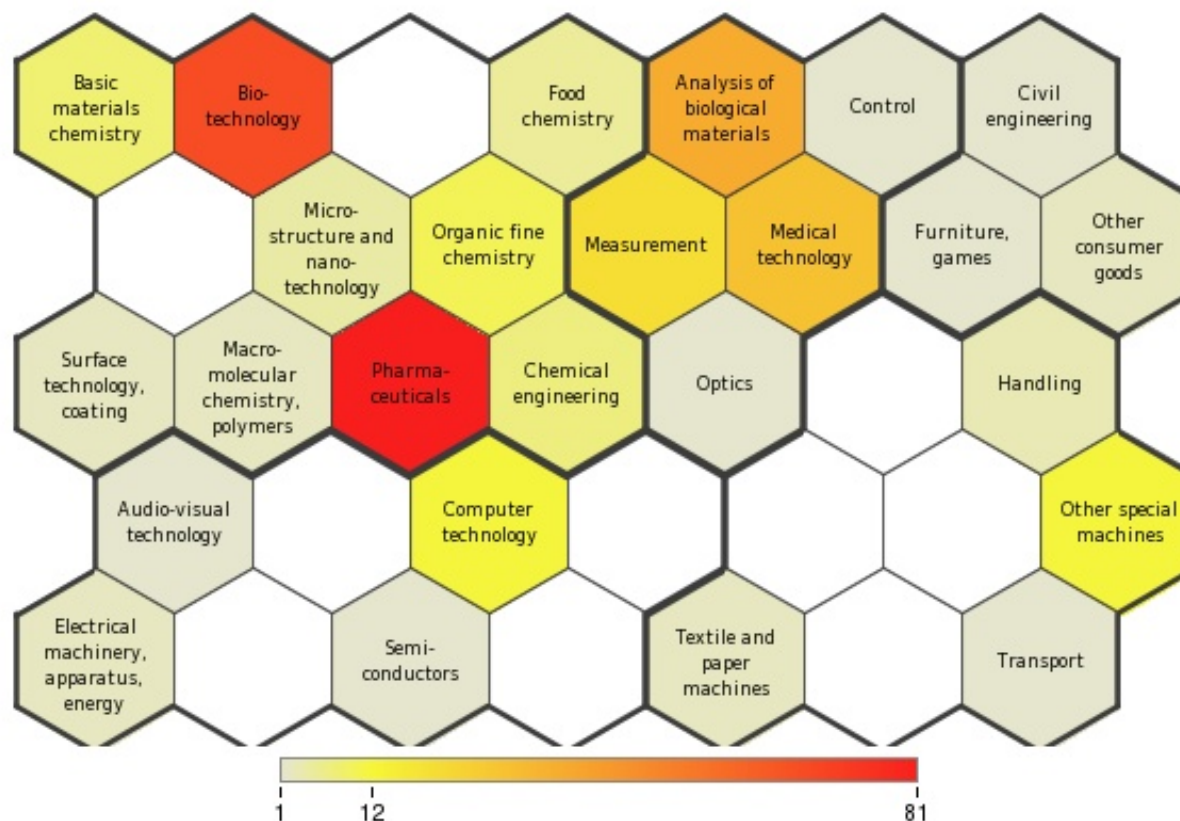 Basic
materials
chemistry
Bio-
technology
Food
chemistry
Analysis of
biological
materials
Control
Civil
engineering
Micro-
structure and
nano-
technology
Organic fine
chemistry
Measurement
Medical
technology
Furniture,
games
Other
consumer
goods
Surface
technology,
coating
Macro-
molecular
chemistry,
polymers
Pharma-
ceuticals
Chemical
engineering
Optics
Handling
Audio-visual
technology
Computer
technology
Other special
machines
Electrical
machinery,
apparatus,
energy
Semi-
conductors
Textile and
paper
machines
Transport
1 12 81